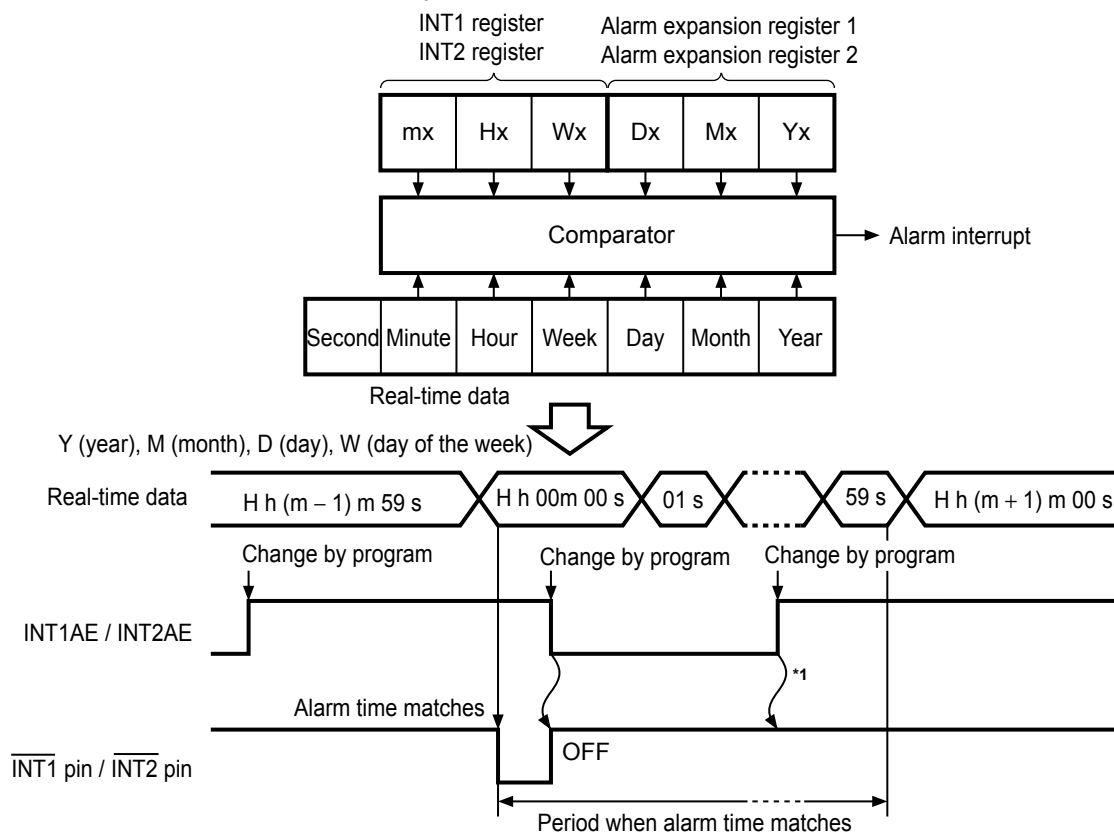 INT1 register
INT2 register
Alarm expansion register 1
Alarm expansion register 2
mx Hx Wx Dx Mx Yx
Comparator
Alarm interrupt
Second Minute Hour Week Day Month Year
Real-time data
Y (year), M (month), D (day), W (day of the week)
Real-time data
H h (m − 1) m 59 s
H h 00m 00 s
01 s
59 s
H h (m + 1) m 00 s
Change by program
Change by program
Change by program
INT1AE / INT2AE
*1
Alarm time matches
OFF
INT1 pin / INT2 pin
Period when alarm time matches